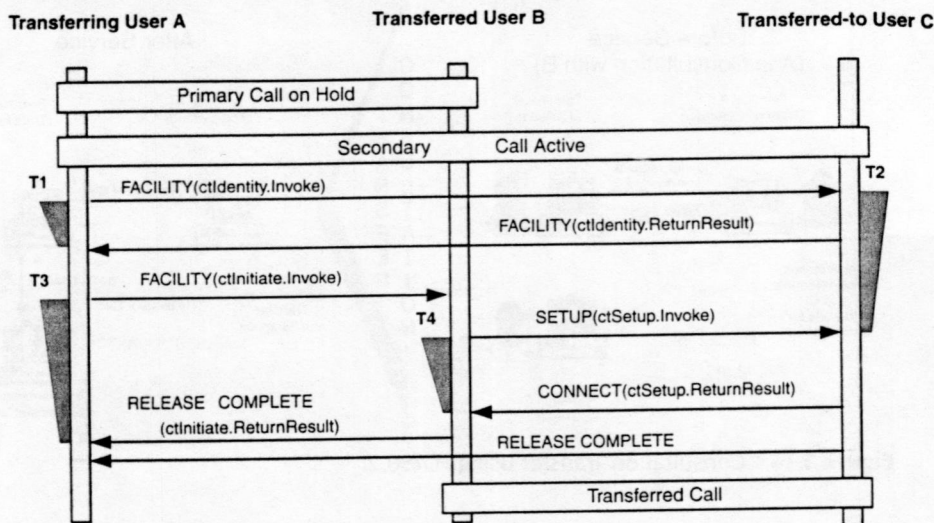 Transferring User A
Transferred User B
Transferred-to User C
Primary Call on Hold
Secondary Call Active
T1
FACILITY(ctIdentity.Invoke)
T2
FACILITY(ctIdentity.ReturnResult)
T3
FACILITY(ctInitiate.Invoke)
T4
SETUP(ctSetup.Invoke)
CONNECT(ctSetup.ReturnResult)
RELEASE COMPLETE
(ctInitiate.ReturnResult)
RELEASE COMPLETE
Transferred Call